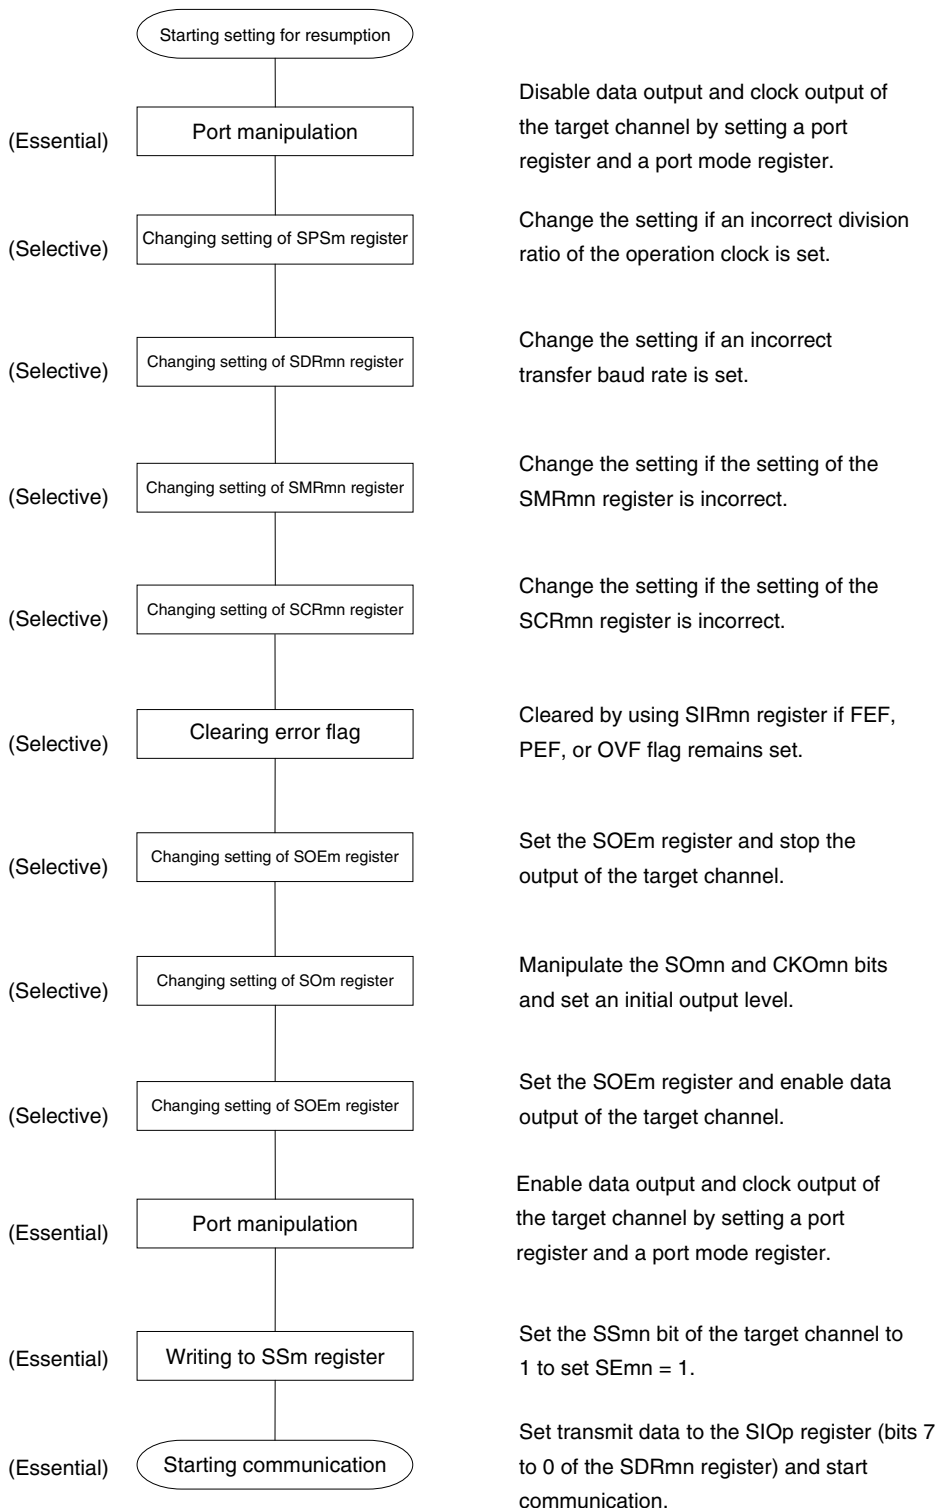 Starting setting for resumption
(Essential)
Port manipulation
Disable data output and clock output of
the target channel by setting a port
register and a port mode register.
(Selective)
Changing setting of SPSm register
Change the setting if an incorrect division
ratio of the operation clock is set.
(Selective)
Changing setting of SDRmn register
Change the setting if an incorrect
transfer baud rate is set.
(Selective)
Changing setting of SMRmn register
Change the setting if the setting of the
SMRmn register is incorrect.
(Selective)
Changing setting of SCRmn register
Change the setting if the setting of the
SCRmn register is incorrect.
(Selective)
Clearing error flag
Cleared by using SIRmn register if FEF,
PEF, or OVF flag remains set.
(Selective)
Changing setting of SOEm register
Set the SOEm register and stop the
output of the target channel.
(Selective)
Changing setting of SOm register
Manipulate the SOmn and CKOmn bits
and set an initial output level.
(Selective)
Changing setting of SOEm register
Set the SOEm register and enable data
output of the target channel.
(Essential)
Port manipulation
Enable data output and clock output of
the target channel by setting a port
register and a port mode register.
(Essential)
Writing to SSm register
Set the SSmn bit of the target channel to
1 to set SEmn = 1.
(Essential)
Starting communication
Set transmit data to the SIOp register (bits 7
to 0 of the SDRmn register) and start
communication.